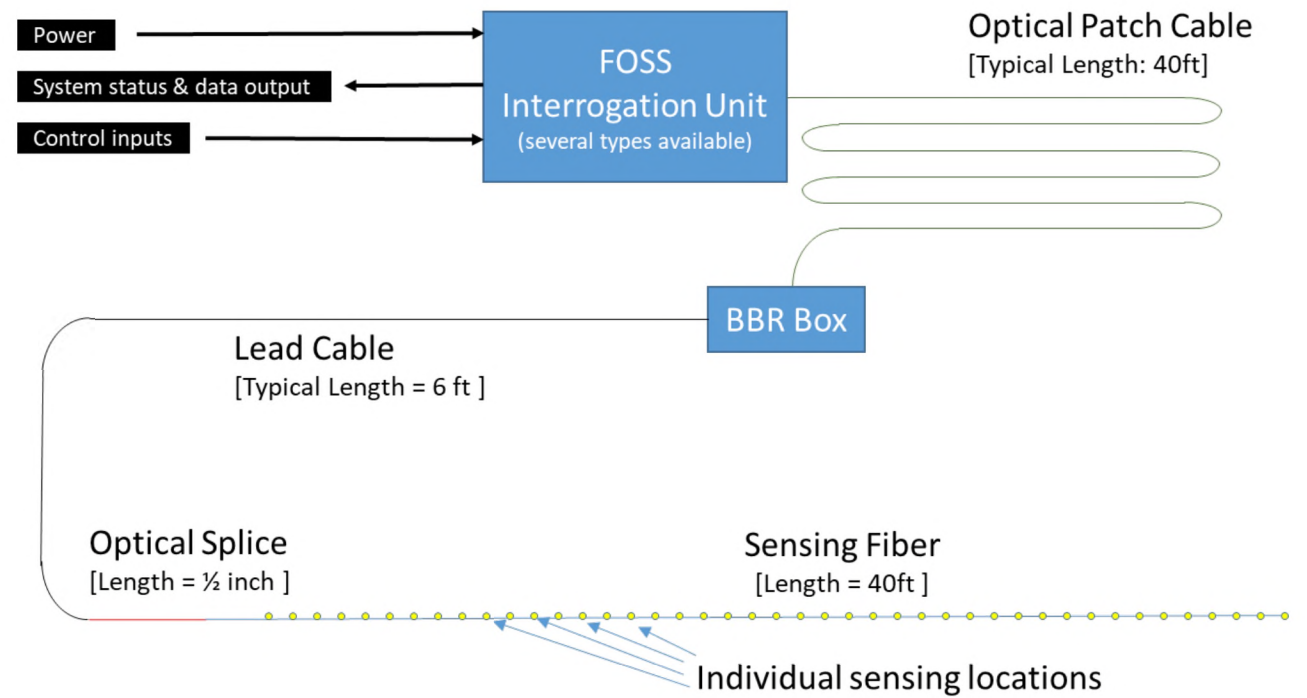 Power
System status & data output
Control inputs
FOSS
Interrogation Unit
(several types available)
Optical Patch Cable
[Typical Length: 40ft]
BBR Box
Lead Cable
[Typical Length = 6 ft ]
Optical Splice
[Length = ½ inch ]
Sensing Fiber
[Length = 40ft ]
Individual sensing locations